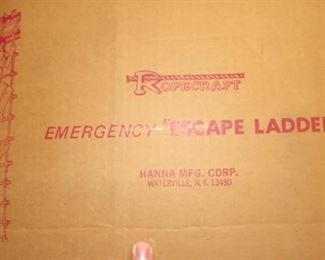 ROPECRAFT
EMERGENCY "ESCAPE LADDE
HANNA MFG. CORP.
WATERVILLE, N.Y. 13480